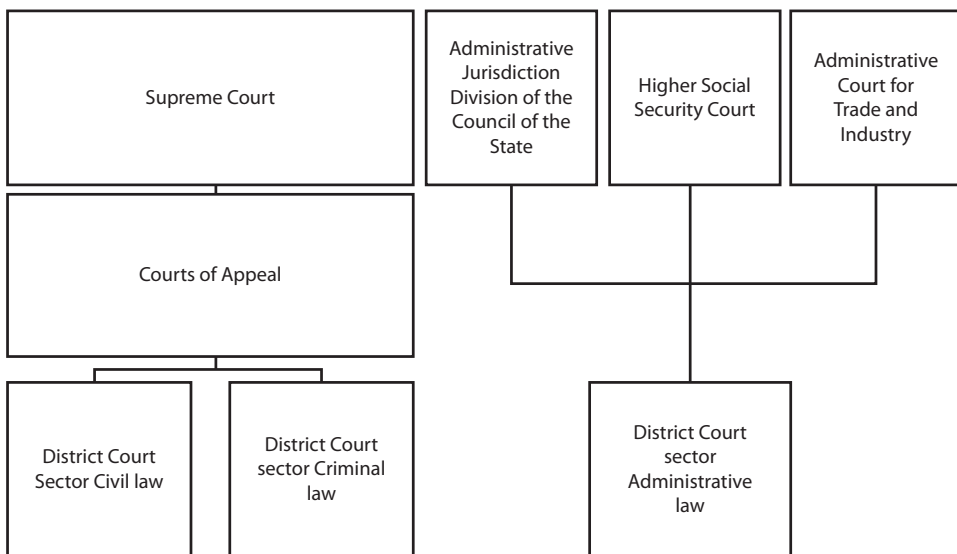 Supreme Court
Administrative
Jurisdiction
Division of the
Council of the
State
Higher Social
Security Court
Administrative
Court for
Trade and
Industry
Courts of Appeal
District Court
Sector Civil law
District Court
sector Criminal
law
District Court
sector
Administrative
law